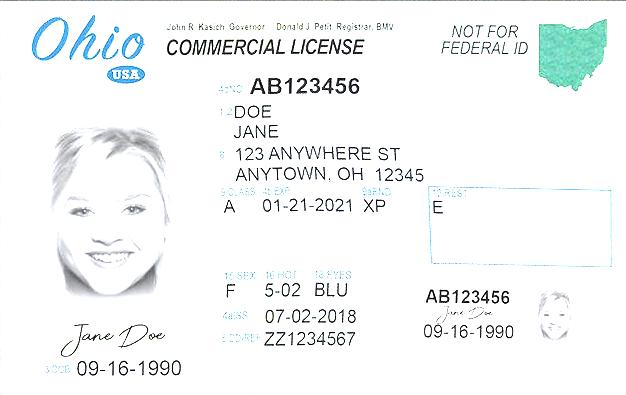 Ohio
USA
John R. Kasich, Governor Donald J. Petit, Registrar, BMV
COMMERCIAL LICENSE
NOT FOR
FEDERAL ID
AB123456
1,2 DOE
JANE
8 123 ANYWHERE ST
ANYTOWN, OH 12345
9 CLASS 4b EXP 9a END 12 REST
A 01-21-2021 XP E
15 SEX 16 HGT 18 EYES
F 5-02 BLU
4a ISS 07-02-2018
5 DD/REF ZZ1234567
Jane Doe
3 DOB 09-16-1990
AB123456
Jane Doe
09-16-1990